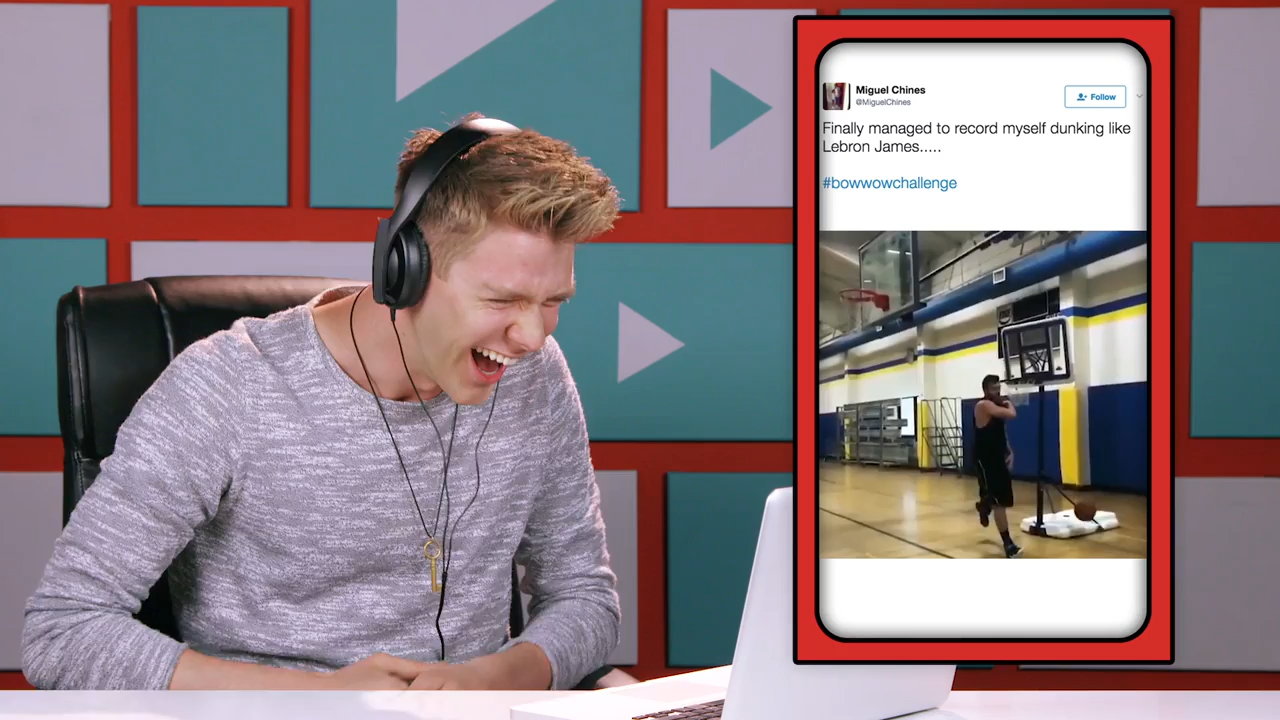 Miguel Chines
@MiguelChines
Follow
Finally managed to record myself dunking like
Lebron James.....
#bowwowchallenge